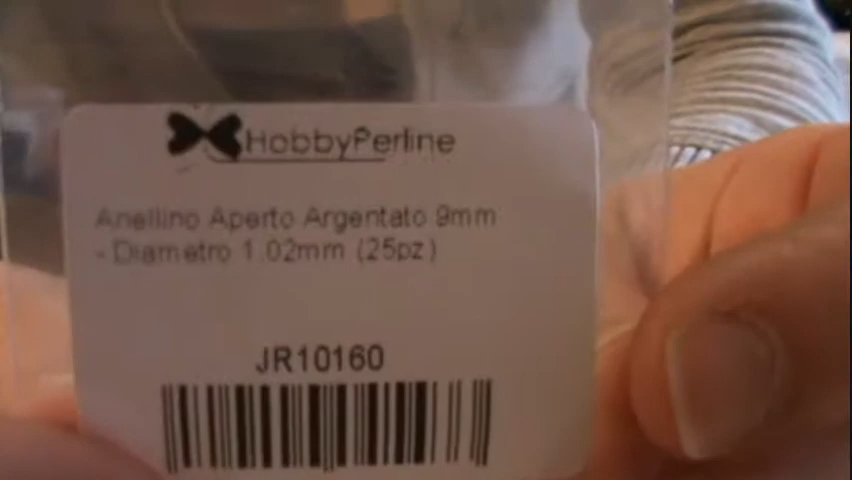 HobbyPerline
Anellino Aperto Argentato 9mm
- Diametro 1.02mm (25pz)
JR10160